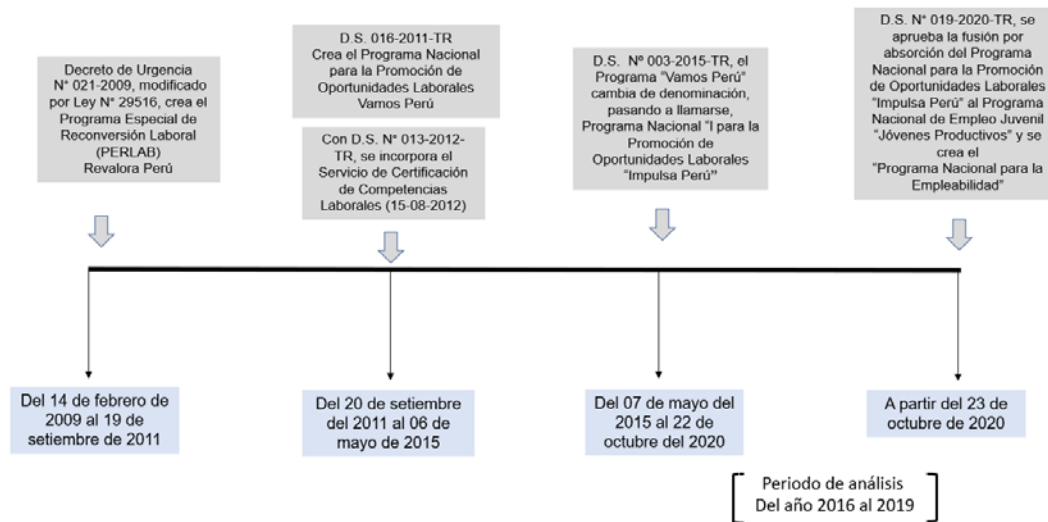 Decreto de Urgencia
N° 021-2009, modificado
por Ley N° 29516, crea el
Programa Especial de
Reconversión Laboral
(PERLAB)
Revalora Perú
D.S. 016-2011-TR
Crea el Programa Nacional
para la Promoción de
Oportunidades Laborales
Vamos Perú
Con D.S. N° 013-2012-
TR, se incorpora el
Servicio de Certificación
de Competencias
Laborales (15-08-2012)
D.S. Nº 003-2015-TR, el
Programa “Vamos Perú”
cambia de denominación,
pasando a llamarse,
Programa Nacional “I para la
Promoción de
Oportunidades Laborales
“Impulsa Perú”
D.S. N° 019-2020-TR, se
aprueba la fusión por
absorción del Programa
Nacional para la Promoción
de Oportunidades Laborales
“Impulsa Perú” al Programa
Nacional de Empleo Juvenil
“Jóvenes Productivos” y se
crea el
“Programa Nacional para la
Empleabilidad”
Del 14 de febrero de
2009 al 19 de
setiembre de 2011
Del 20 de setiembre
del 2011 al 06 de
mayo de 2015
Del 07 de mayo del
2015 al 22 de
octubre del 2020
A partir del 23 de
octubre de 2020
Periodo de análisis
Del año 2016 al 2019